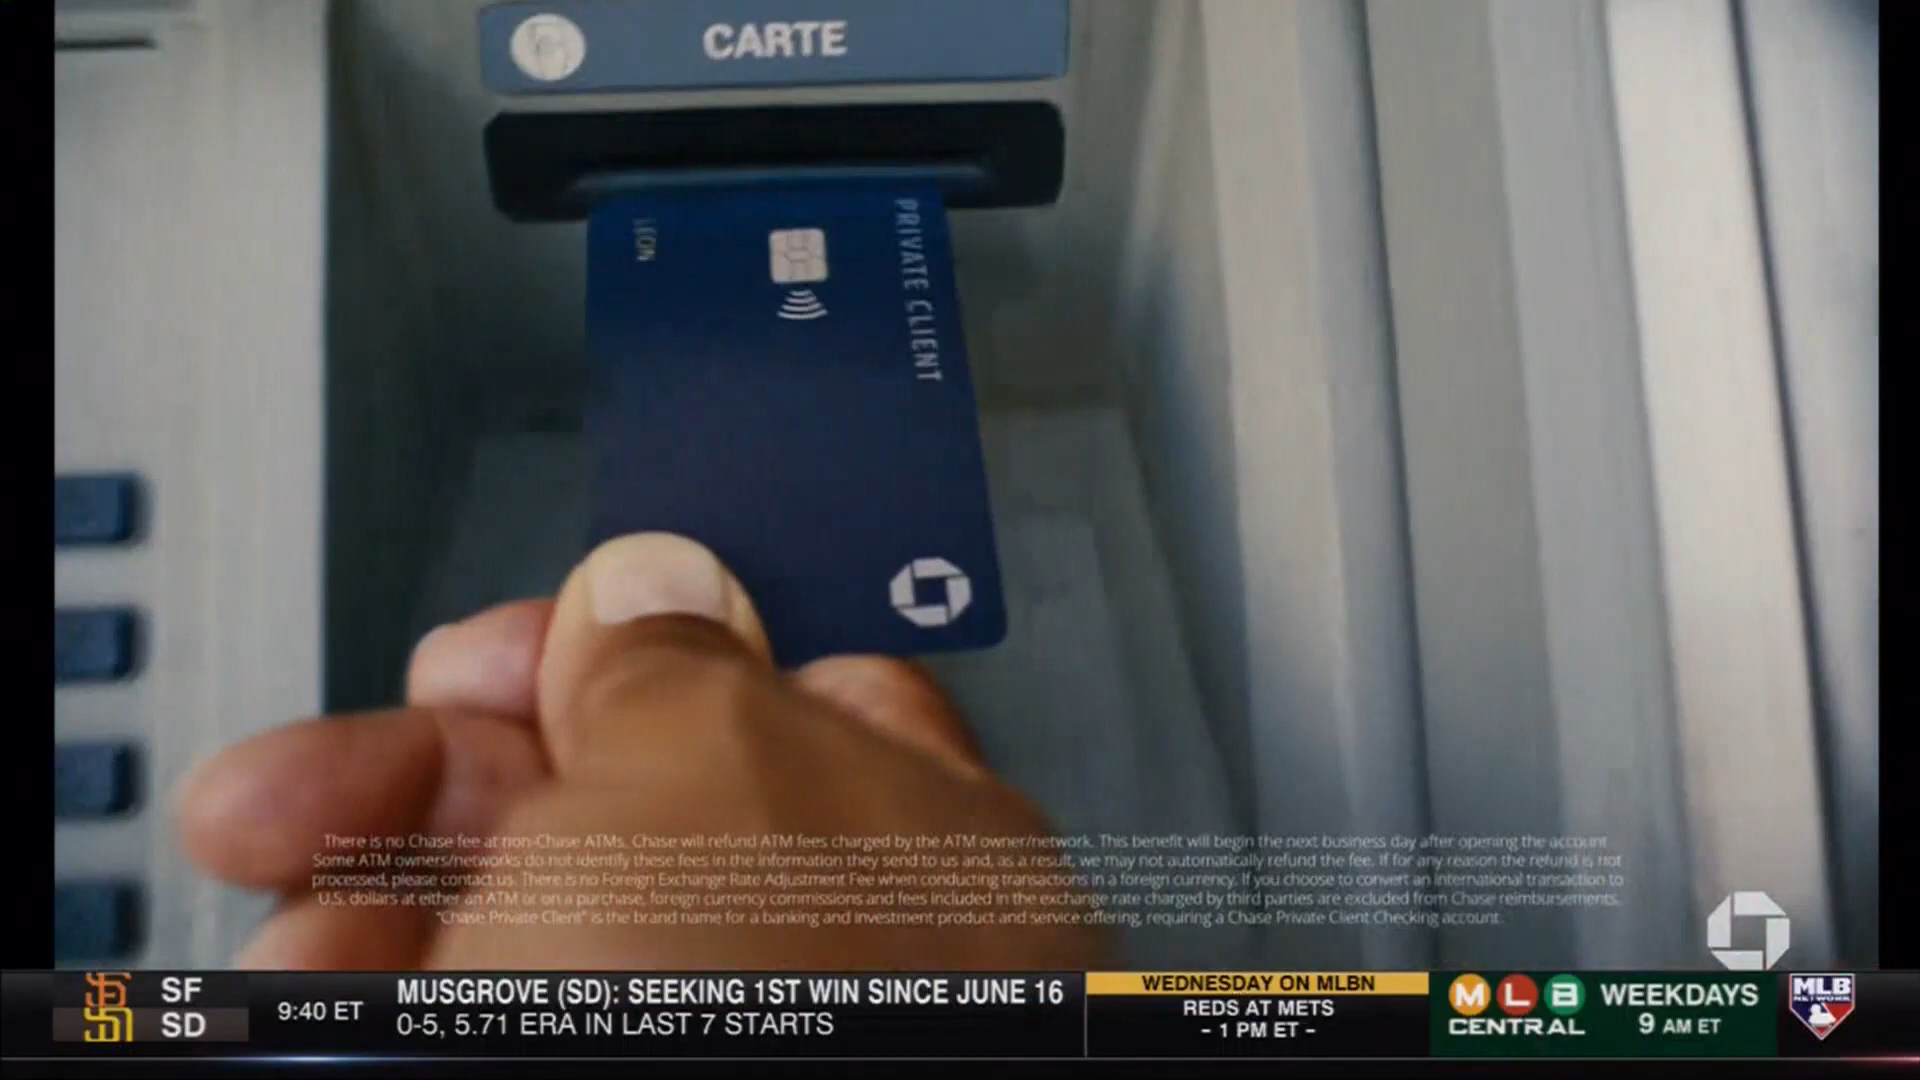 CARTE
LEON
PRIVATE CLIENT
There is no Chase fee at non-Chase ATMs. Chase will refund ATM fees charged by the ATM owner/network. This benefit will begin the next business day after opening the account
Some ATM owners/networks do not identify these fees in the information they send to us and, as a result, we may not automatically refund the fee. If for any reason the refund is not
processed, please contact us. There is no Foreign Exchange Rate Adjustment Fee when conducting transactions in a foreign currency. If you choose to convert an international transaction to
U.S. dollars at either an ATM or on a purchase, foreign currency commissions and fees included in the exchange rate charged by third parties are excluded from Chase reimbursements.
"Chase Private Client" is the brand name for a banking and investment product and service offering, requiring a Chase Private Client Checking account.
SF
SD
9:40 ET
MUSGROVE (SD): SEEKING 1ST WIN SINCE JUNE 16
0-5, 5.71 ERA IN LAST 7 STARTS
WEDNESDAY ON MLBN
REDS AT METS
- 1 PM ET -
MLB CENTRAL
WEEKDAYS
9 AM ET
MLB
NETWORK